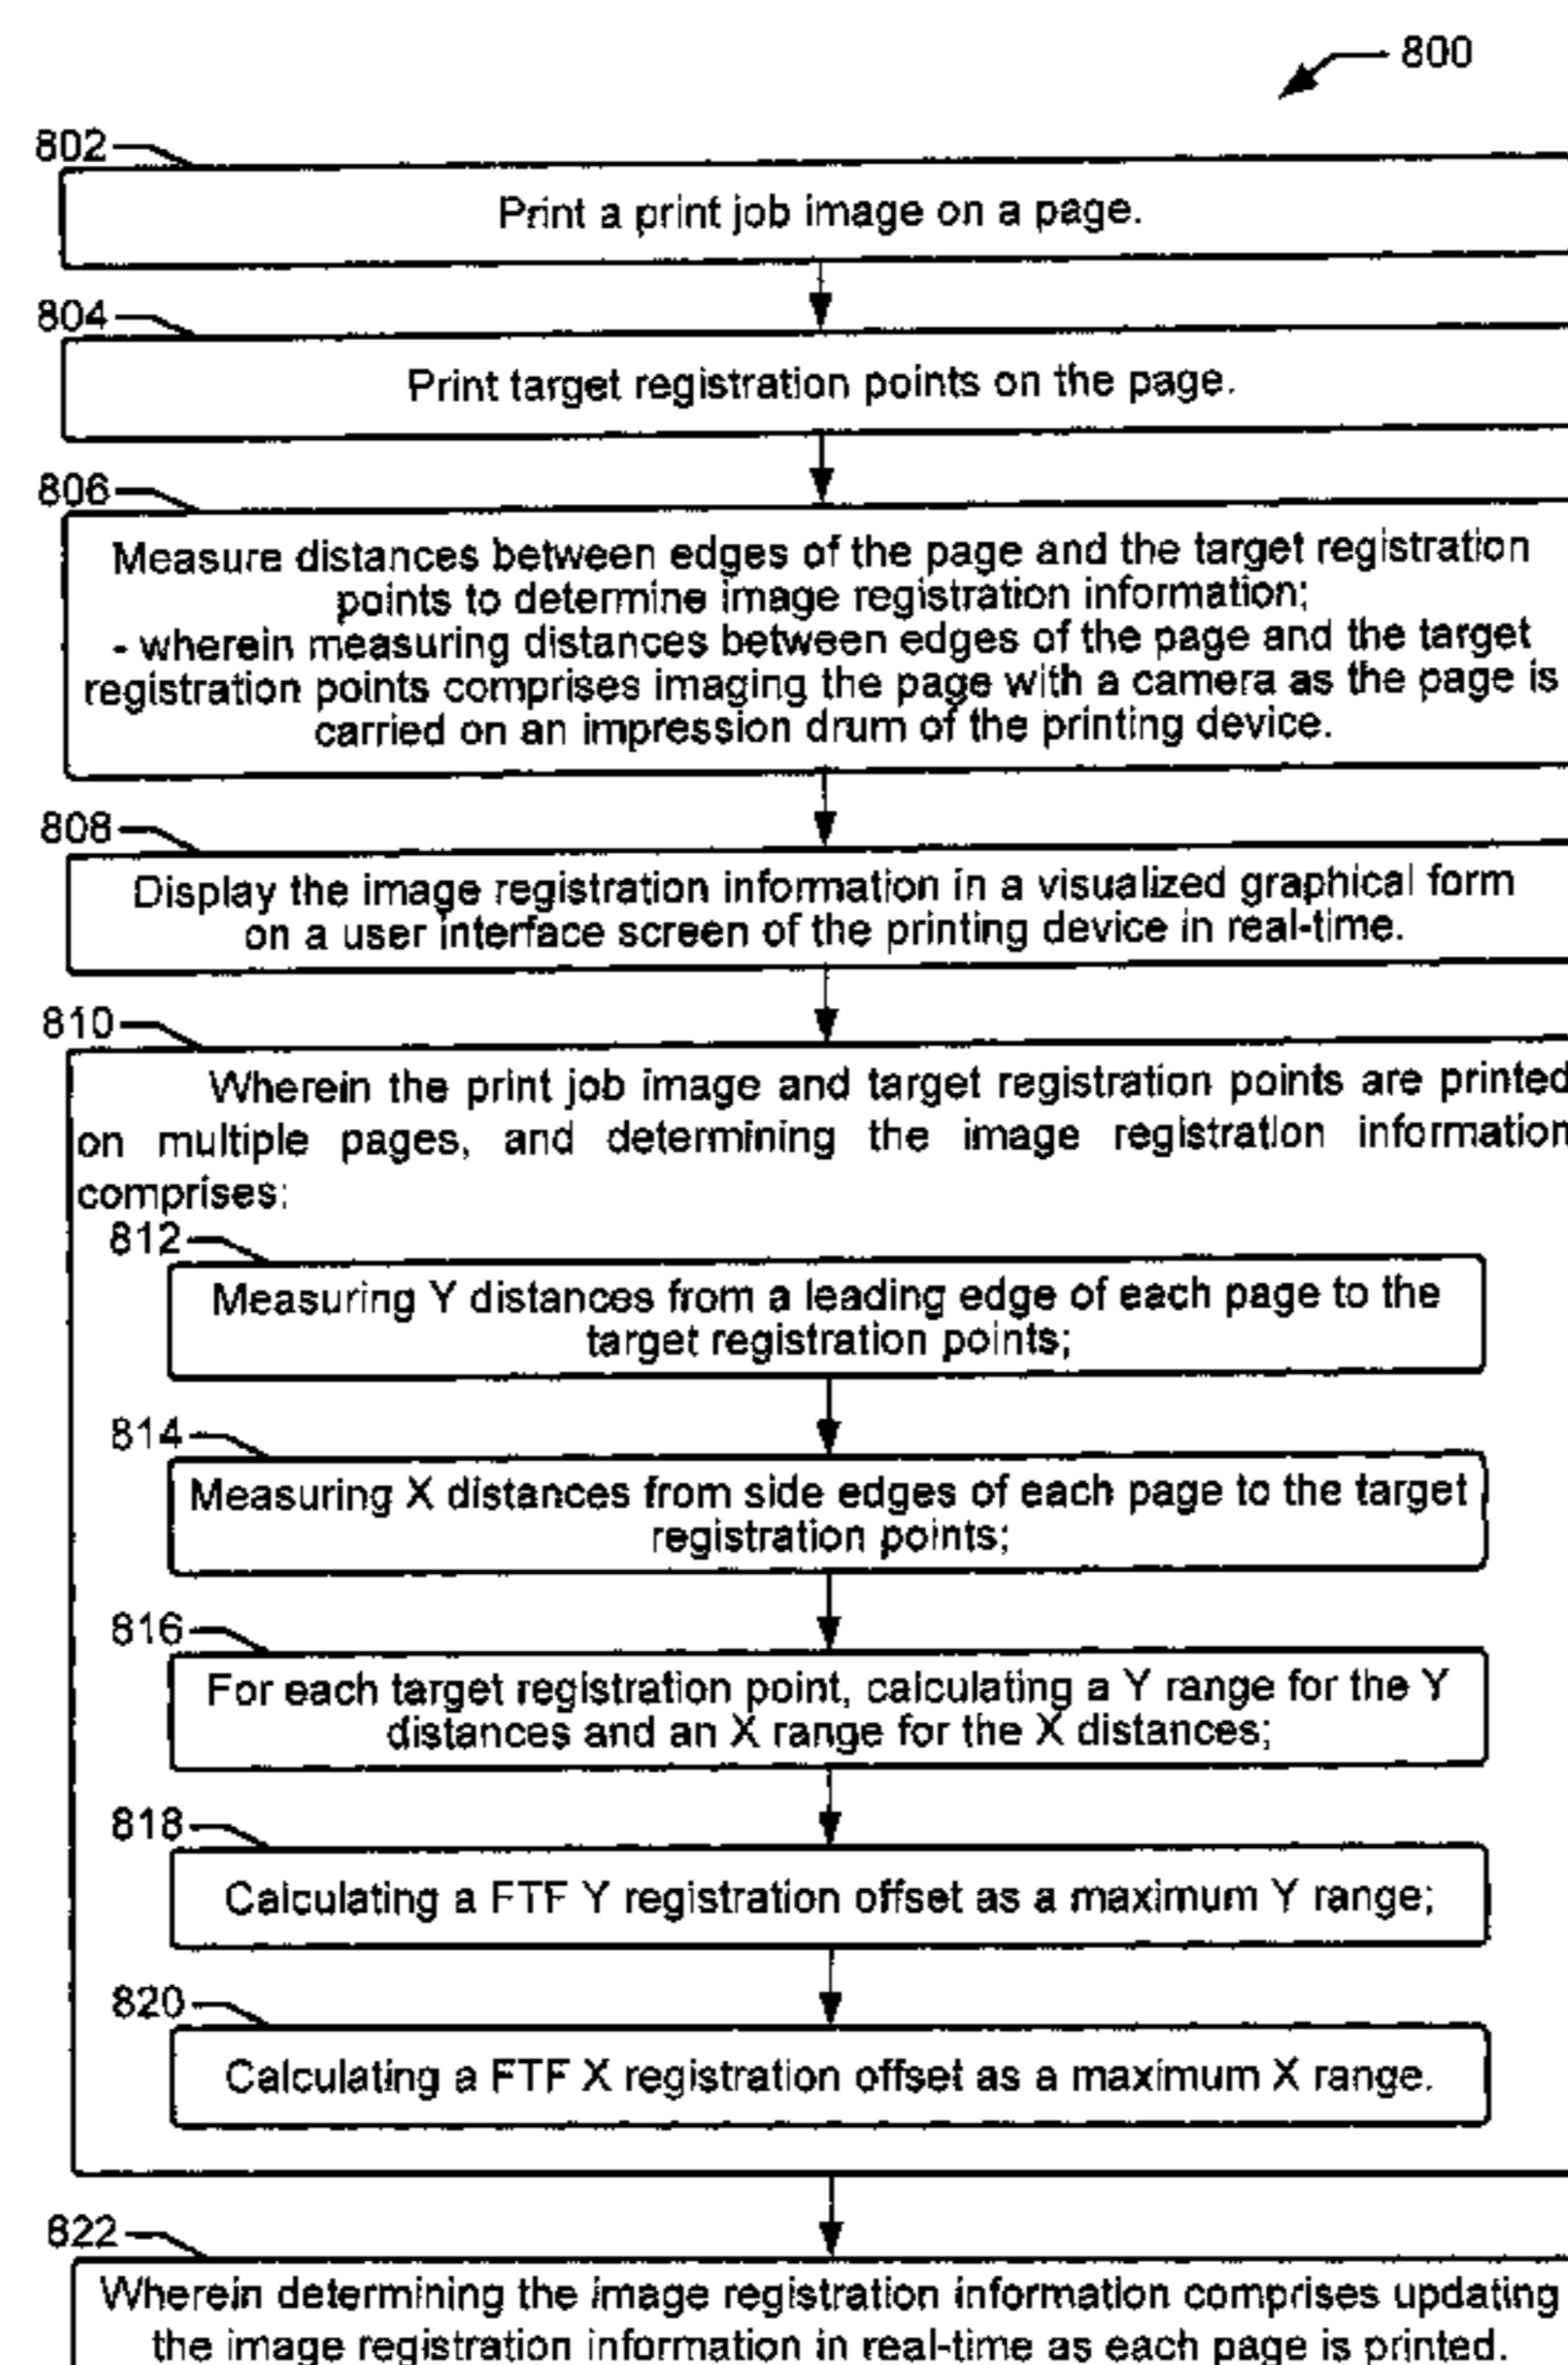 800
802
Print a print job image on a page.
804
Print target registration points on the page.
806
Measure distances between edges of the page and the target registration
points to determine image registration information;
- wherein measuring distances between edges of the page and the target
registration points comprises imaging the page with a camera as the page is
carried on an impression drum of the printing device.
808
Display the image registration information in a visualized graphical form
on a user interface screen of the printing device in real-time.
810
Wherein the print job image and target registration points are printed
on multiple pages, and determining the image registration information
comprises:
812
Measuring Y distances from a leading edge of each page to the
target registration points;
814
Measuring X distances from side edges of each page to the target
registration points;
816
For each target registration point, calculating a Y range for the Y
distances and an X range for the X distances;
818
Calculating a FTF Y registration offset as a maximum Y range;
820
Calculating a FTF X registration offset as a maximum X range.
822
Wherein determining the image registration information comprises updating
the image registration information in real-time as each page is printed.